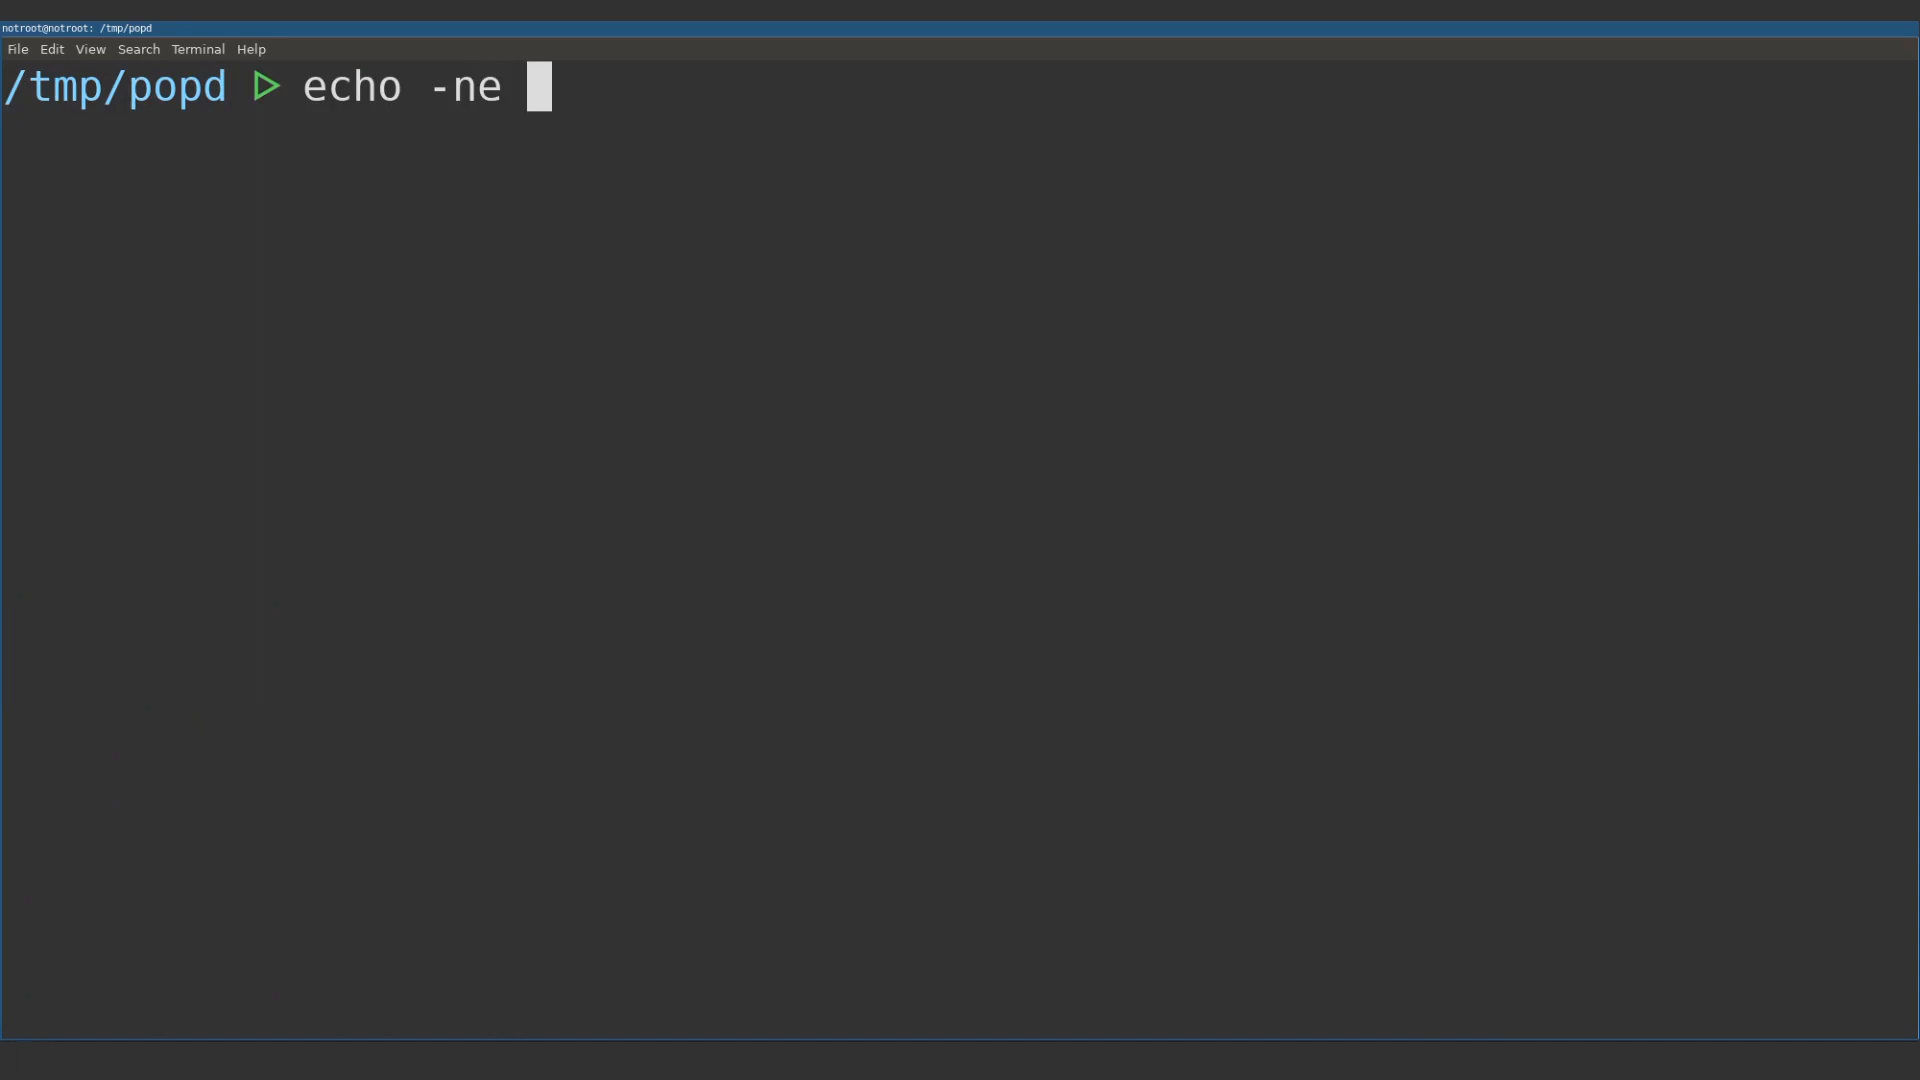 notroot@notroot: /tmp/popd
File Edit View Search Terminal Help
/tmp/popd ▷ echo -ne